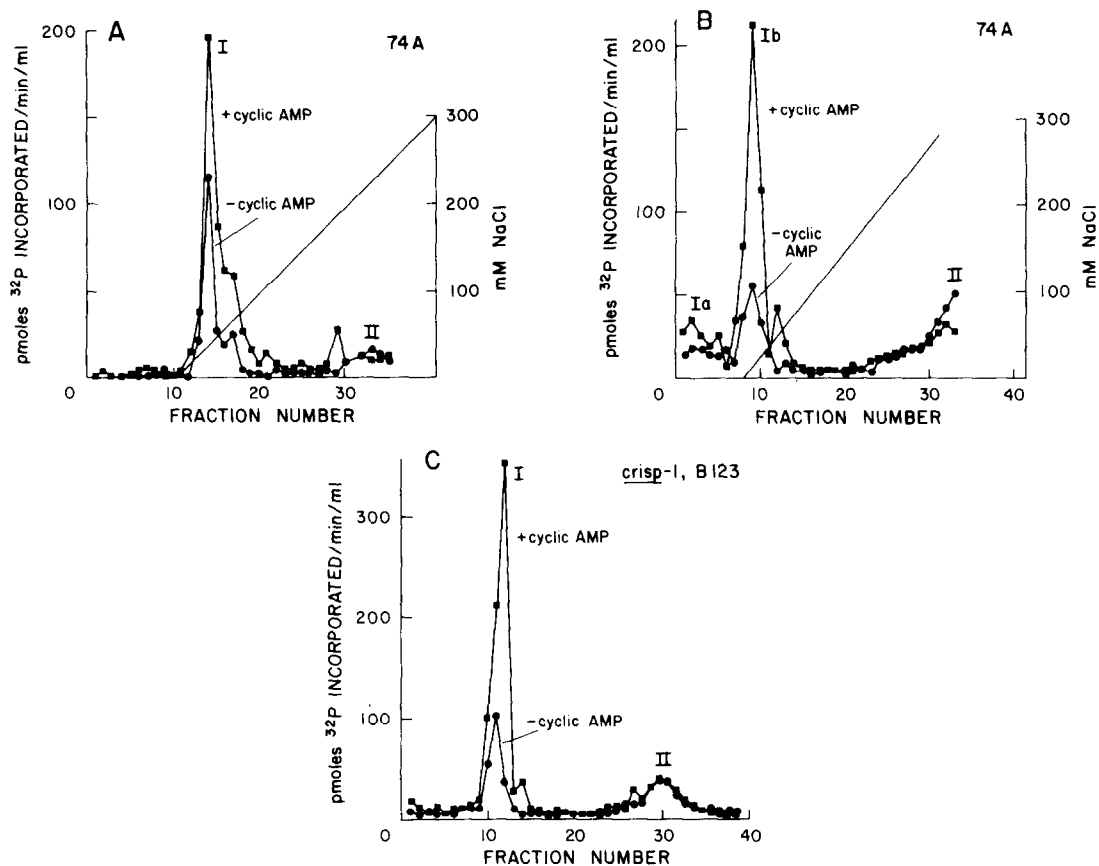 A
74 A
I
200
100
0
+ cyclic AMP
- cyclic AMP
300
200
100
mM NaCl
II
10
20
30
FRACTION NUMBER
pmoles ³²P INCORPORATED/min/ml
B
74 A
Ib
200
100
0
+cyclic AMP
-cyclic
AMP
300
200
100
mM NaCl
Ia
II
10
20
30
40
FRACTION NUMBER
pmoles ³²P INCORPORATED/min/ml
C
crisp-1, B123
I
300
200
100
0
+cyclic AMP
-cyclic AMP
II
10
20
30
40
FRACTION NUMBER
pmoles ³²P INCORPORATED/min/ml